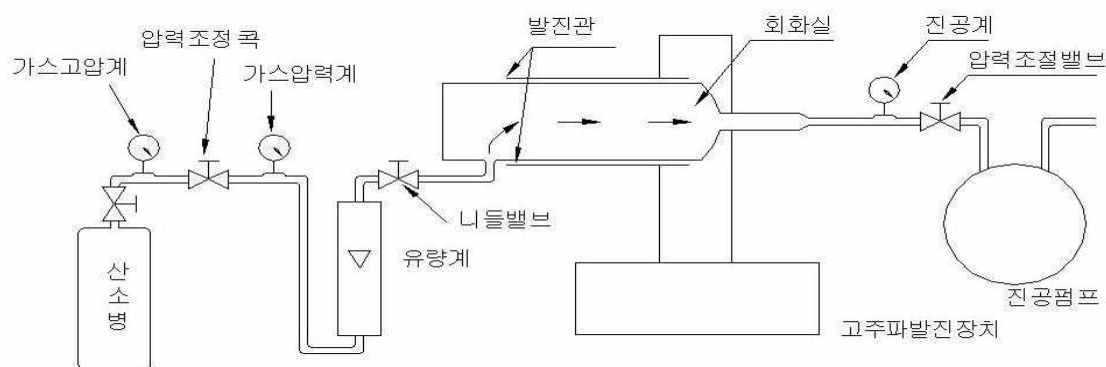 발진관
회화실
진공계
압력조정 콕
압력조절밸브
가스고압계
가스압력계
니들밸브
유량계
산소병
진공펌프
고주파발진장치